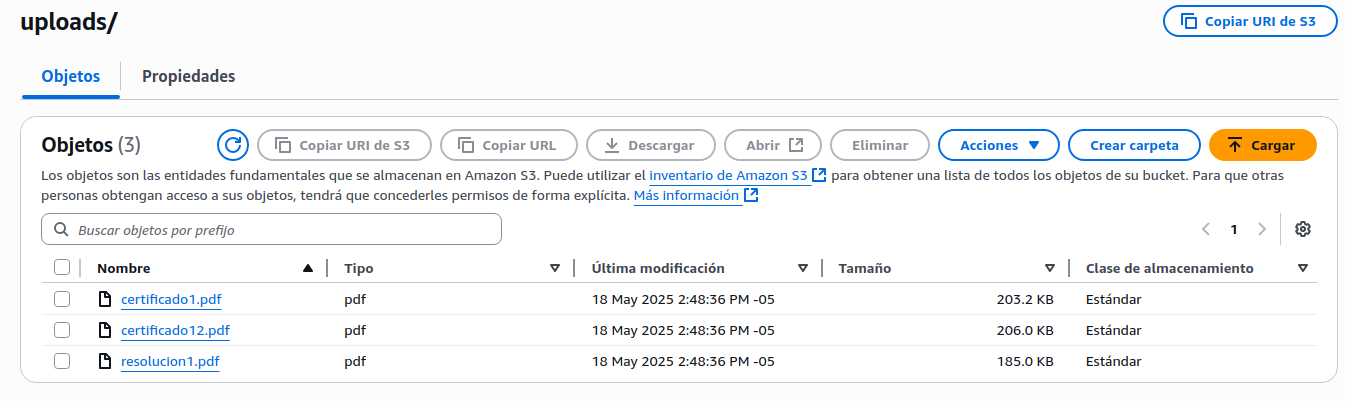 uploads/
Copiar URI de S3
Objetos
Propiedades
Objetos (3)
Copiar URI de S3
Copiar URL
Descargar
Abrir
Eliminar
Acciones
Crear carpeta
Cargar
Los objetos son las entidades fundamentales que se almacenan en Amazon S3. Puede utilizar el inventario de Amazon S3 para obtener una lista de todos los objetos de su bucket. Para que otras
personas obtengan acceso a sus objetos, tendrá que concederles permisos de forma explícita. Más información
Buscar objetos por prefijo
1
Nombre Tipo Última modificación Tamaño Clase de almacenamiento
certificado1.pdf pdf 18 May 2025 2:48:36 PM -05 203.2 KB Estándar
certificado12.pdf pdf 18 May 2025 2:48:36 PM -05 206.0 KB Estándar
resolucion1.pdf pdf 18 May 2025 2:48:36 PM -05 185.0 KB Estándar